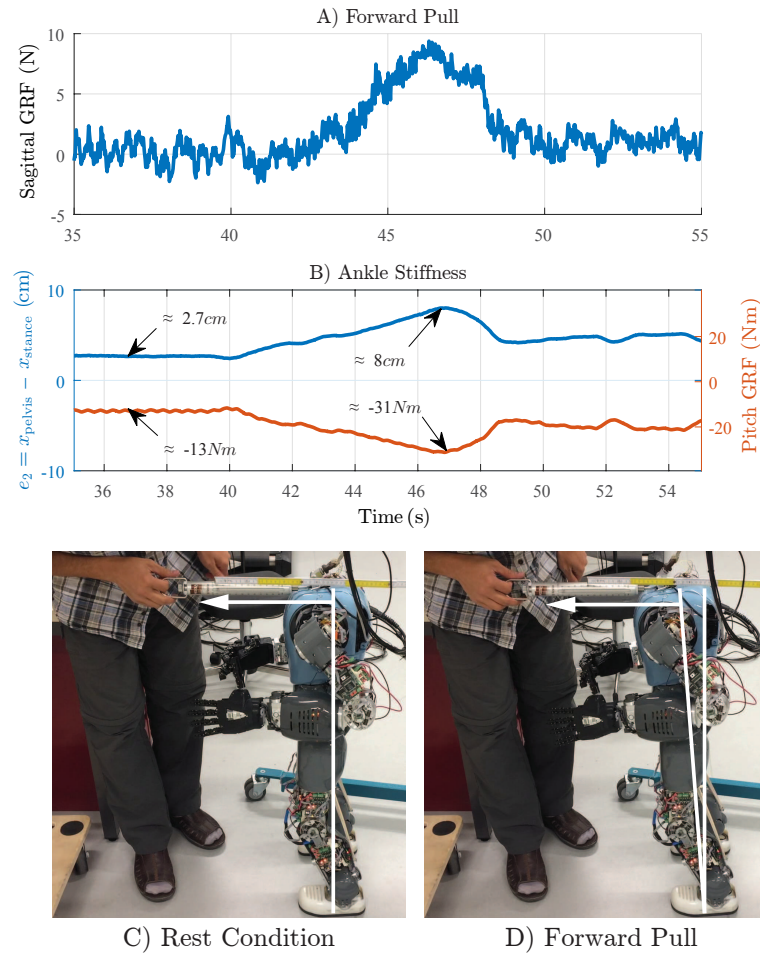 A) Forward Pull
Sagittal GRF (N)
10
5
0
-5
35
40
45
50
55
B) Ankle Stiffness
e₂ = x_pelvis − x_stance (cm)
10
0
-10
≈ 2.7cm
≈ 8cm
≈ -13Nm
≈ -31Nm
20
0
-20
Pitch GRF (Nm)
36
38
40
42
44
46
48
50
52
54
Time (s)
C) Rest Condition
D) Forward Pull